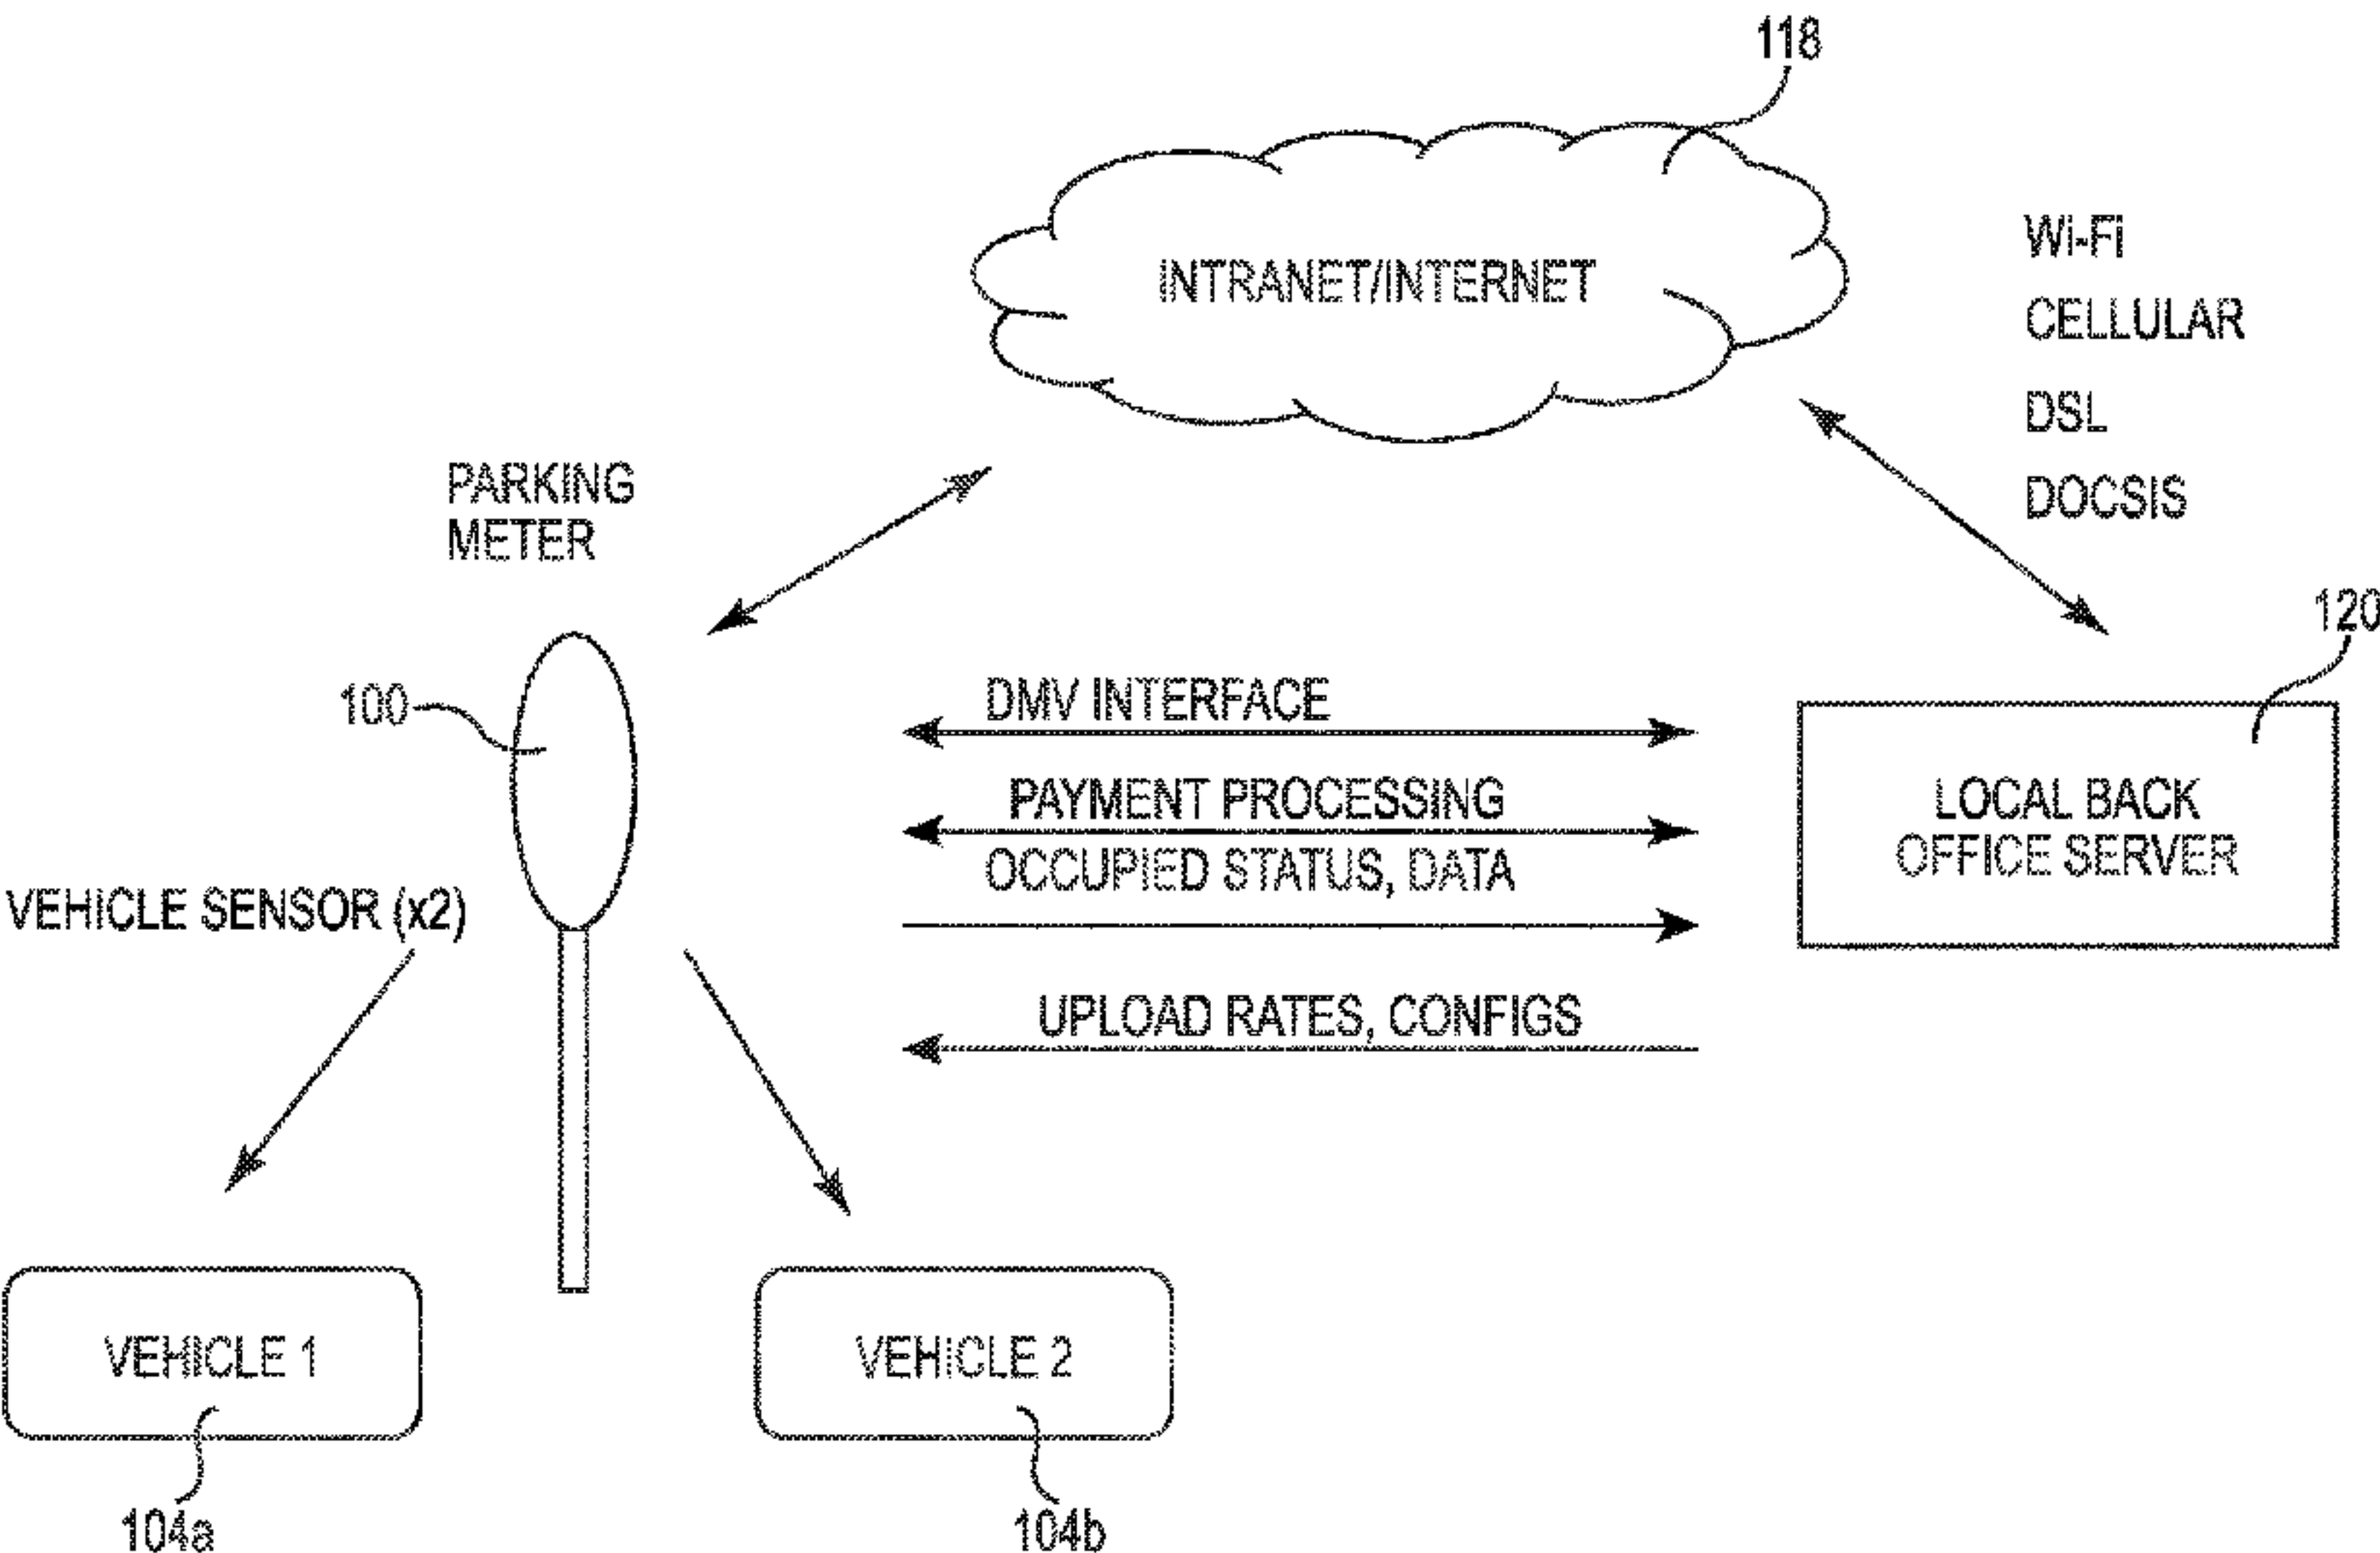 118
INTRANET/INTERNET
Wi-Fi
CELLULAR
DSL
DOCSIS
PARKING
METER
120
100
DMV INTERFACE
PAYMENT PROCESSING
OCCUPIED STATUS, DATA
UPLOAD RATES, CONFIGS
LOCAL BACK
OFFICE SERVER
VEHICLE SENSOR (x2)
VEHICLE 1
VEHICLE 2
104a
104b